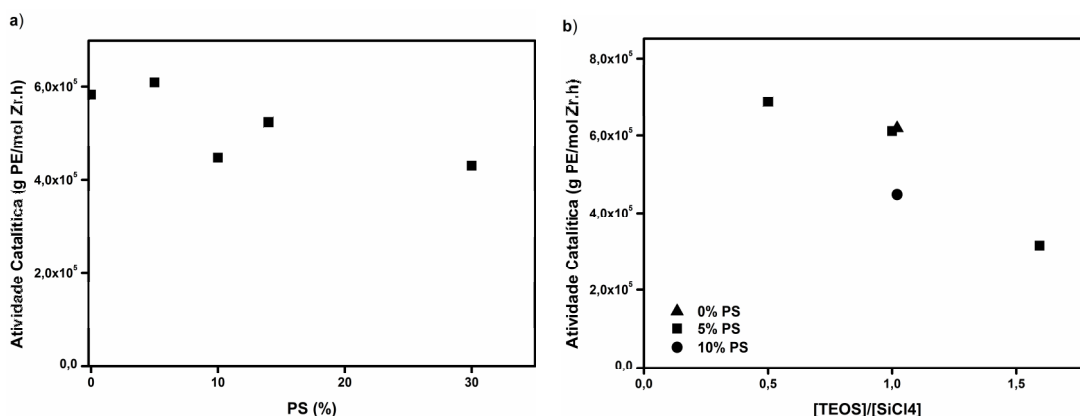 a)
Atividade Catalítica (g PE/mol Zr.h)
6,0x10⁵
4,0x10⁵
2,0x10⁵
0,0
0
10
20
30
PS (%)
b)
Atividade Catalítica (g PE/mol Zr.h)
8,0x10⁵
6,0x10⁵
4,0x10⁵
2,0x10⁵
0,0
0% PS
5% PS
10% PS
0,0
0,5
1,0
1,5
[TEOS]/[SiCl4]